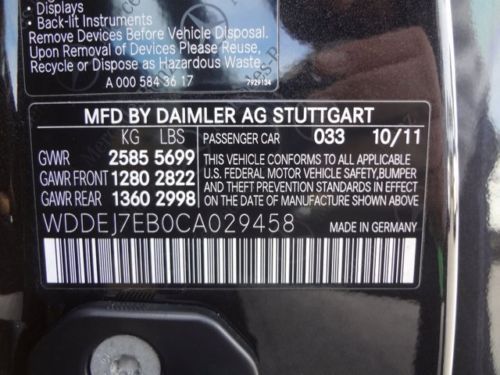 • Displays
• Back-lit Instruments
Remove Devices Before Vehicle Disposal.
Upon Removal of Devices Please Reuse,
Recycle or Dispose as Hazardous Waste.
A 000 584 36 17
7929134
MFD BY DAIMLER AG STUTTGART
KG LBS PASSENGER CAR 033 10/11
GVWR 2585 5699
GAWR FRONT 1280 2822
GAWR REAR 1360 2998
THIS VEHICLE CONFORMS TO ALL APPLICABLE
U.S. FEDERAL MOTOR VEHICLE SAFETY,BUMPER
AND THEFT PREVENTION STANDARDS IN
EFFECT ON THE DATE OF MANUFACTURE
SHOWN ABOVE.
WDDEJ7EB0CA029458
MADE IN GERMANY